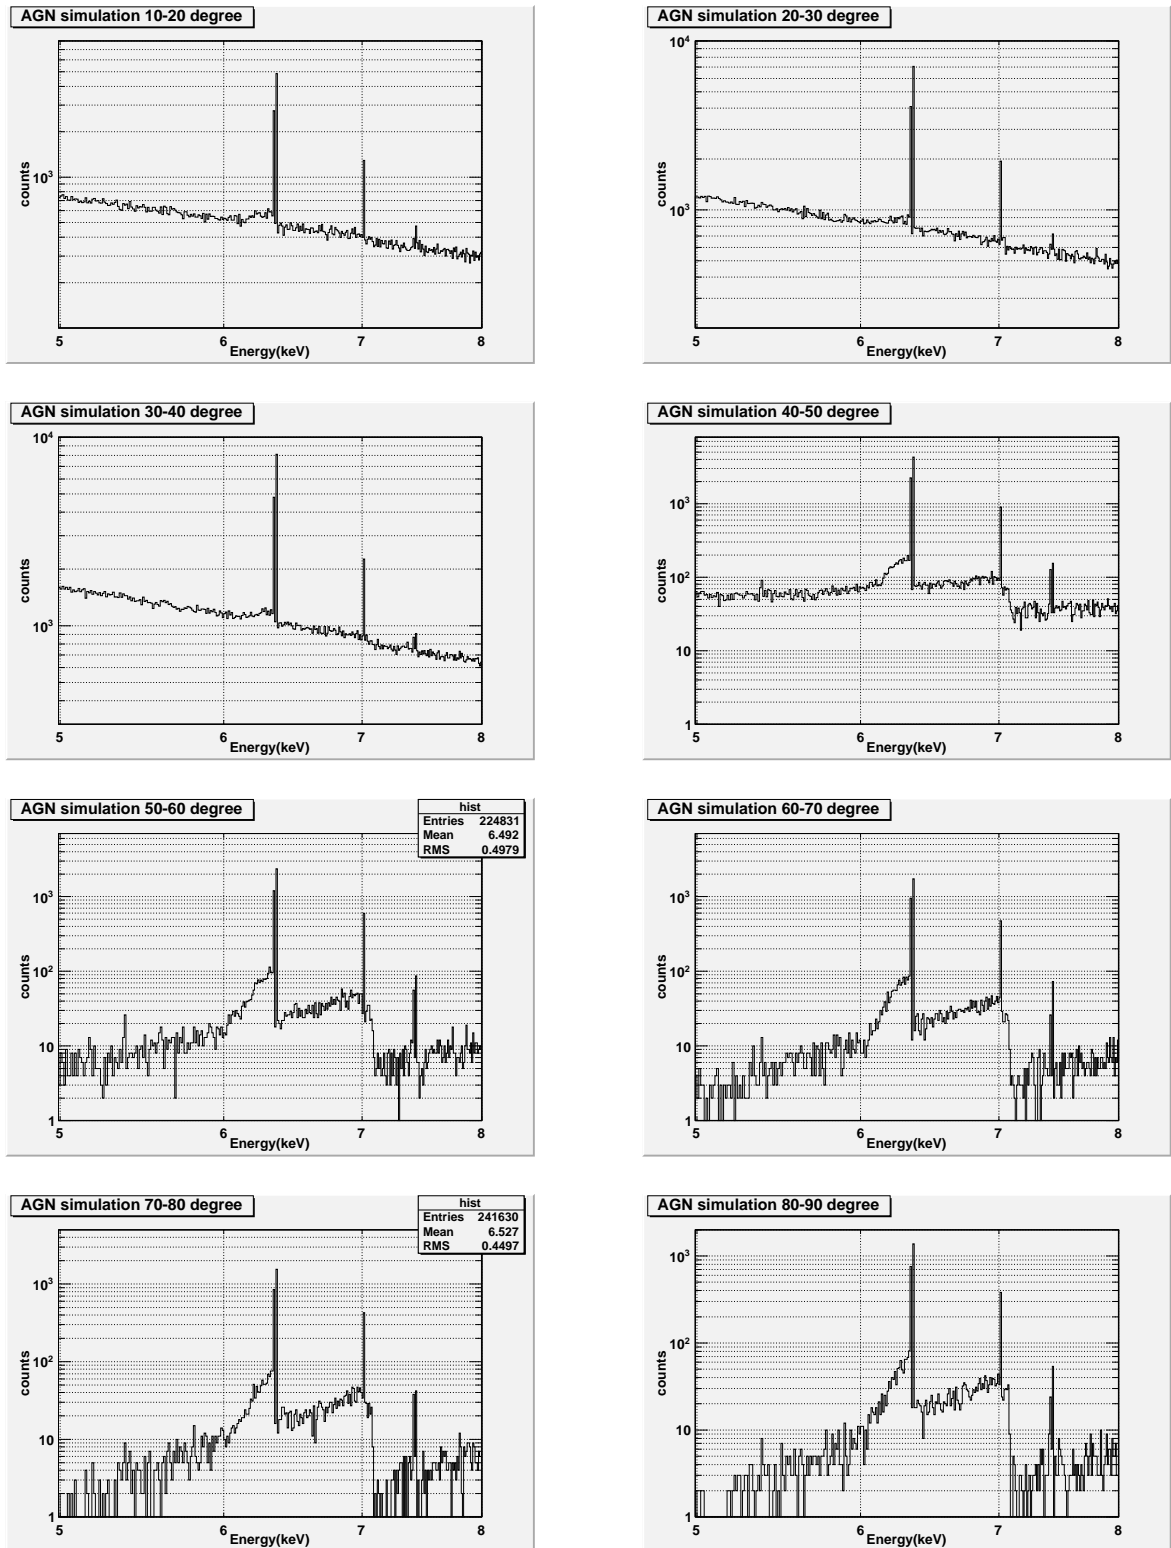 AGN simulation 10-20 degree
counts
10³
5 6 7 8
Energy(keV)
AGN simulation 20-30 degree
counts
10⁴
10³
5 6 7 8
Energy(keV)
AGN simulation 30-40 degree
counts
10⁴
10³
5 6 7 8
Energy(keV)
AGN simulation 40-50 degree
counts
10³
10²
10
1
5 6 7 8
Energy(keV)
AGN simulation 50-60 degree
hist
Entries 224831
Mean 6.492
RMS 0.4979
counts
10³
10²
10
1
5 6 7 8
Energy(keV)
AGN simulation 60-70 degree
counts
10³
10²
10
1
5 6 7 8
Energy(keV)
AGN simulation 70-80 degree
hist
Entries 241630
Mean 6.527
RMS 0.4497
counts
10³
10²
10
1
5 6 7 8
Energy(keV)
AGN simulation 80-90 degree
counts
10³
10²
10
1
5 6 7 8
Energy(keV)